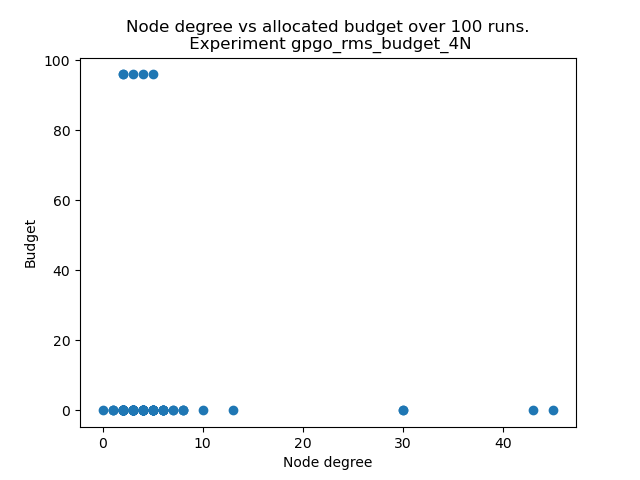 Node degree vs allocated budget over 100 runs.
Experiment gpgo_rms_budget_4N
100
80
60
40
20
0
Budget
0 10 20 30 40
Node degree